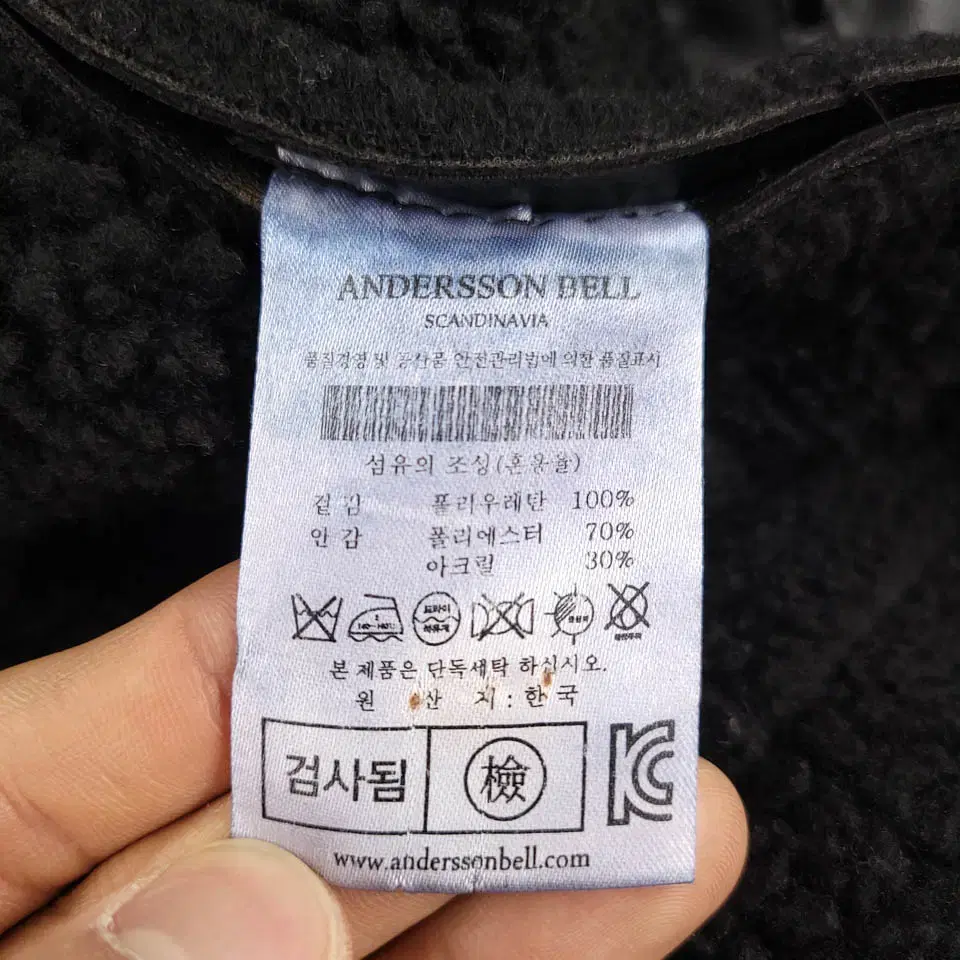 ANDERSSON BELL
SCANDINAVIA
품질경영 및 공산품 안전관리법에 의한 품질표시
섬유의 조성(혼용율)
겉 감 폴리우레탄 100%
안 감 폴리에스터 70%
아크릴 30%
드라이
본 제품은 단독세탁 하십시오.
원 산 지 : 한 국
검사됨 檢
www.anderssonbell.com